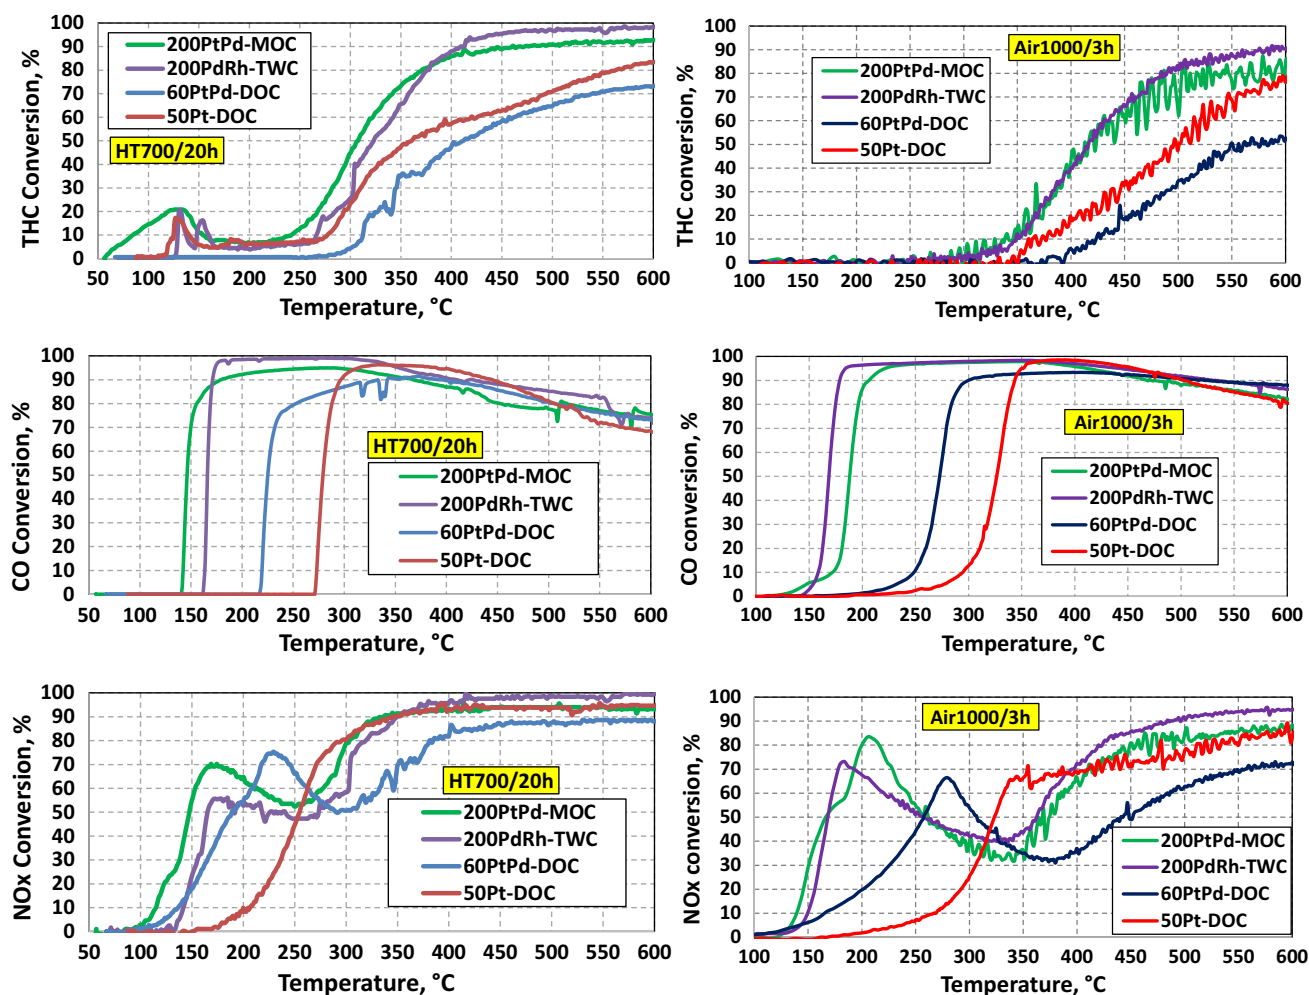 THC Conversion, %
100
90
80
70
60
50
40
30
20
10
0
200PtPd-MOC
200PdRh-TWC
60PtPd-DOC
50Pt-DOC
HT700/20h
50 100 150 200 250 300 350 400 450 500 550 600
Temperature, °C
THC conversion, %
100
90
80
70
60
50
40
30
20
10
0
Air1000/3h
200PtPd-MOC
200PdRh-TWC
60PtPd-DOC
50Pt-DOC
100 150 200 250 300 350 400 450 500 550 600
Temperature, °C
CO Conversion, %
100
90
80
70
60
50
40
30
20
10
0
HT700/20h
200PtPd-MOC
200PdRh-TWC
60PtPd-DOC
50Pt-DOC
50 100 150 200 250 300 350 400 450 500 550 600
Temperature, °C
CO conversion, %
100
90
80
70
60
50
40
30
20
10
0
Air1000/3h
200PtPd-MOC
200PdRh-TWC
60PtPd-DOC
50Pt-DOC
100 150 200 250 300 350 400 450 500 550 600
Temperature, °C
NOx Conversion, %
100
90
80
70
60
50
40
30
20
10
0
HT700/20h
200PtPd-MOC
200PdRh-TWC
60PtPd-DOC
50Pt-DOC
50 100 150 200 250 300 350 400 450 500 550 600
Temperature, °C
NOx conversion, %
100
90
80
70
60
50
40
30
20
10
0
Air1000/3h
200PtPd-MOC
200PdRh-TWC
60PtPd-DOC
50Pt-DOC
100 150 200 250 300 350 400 450 500 550 600
Temperature, °C